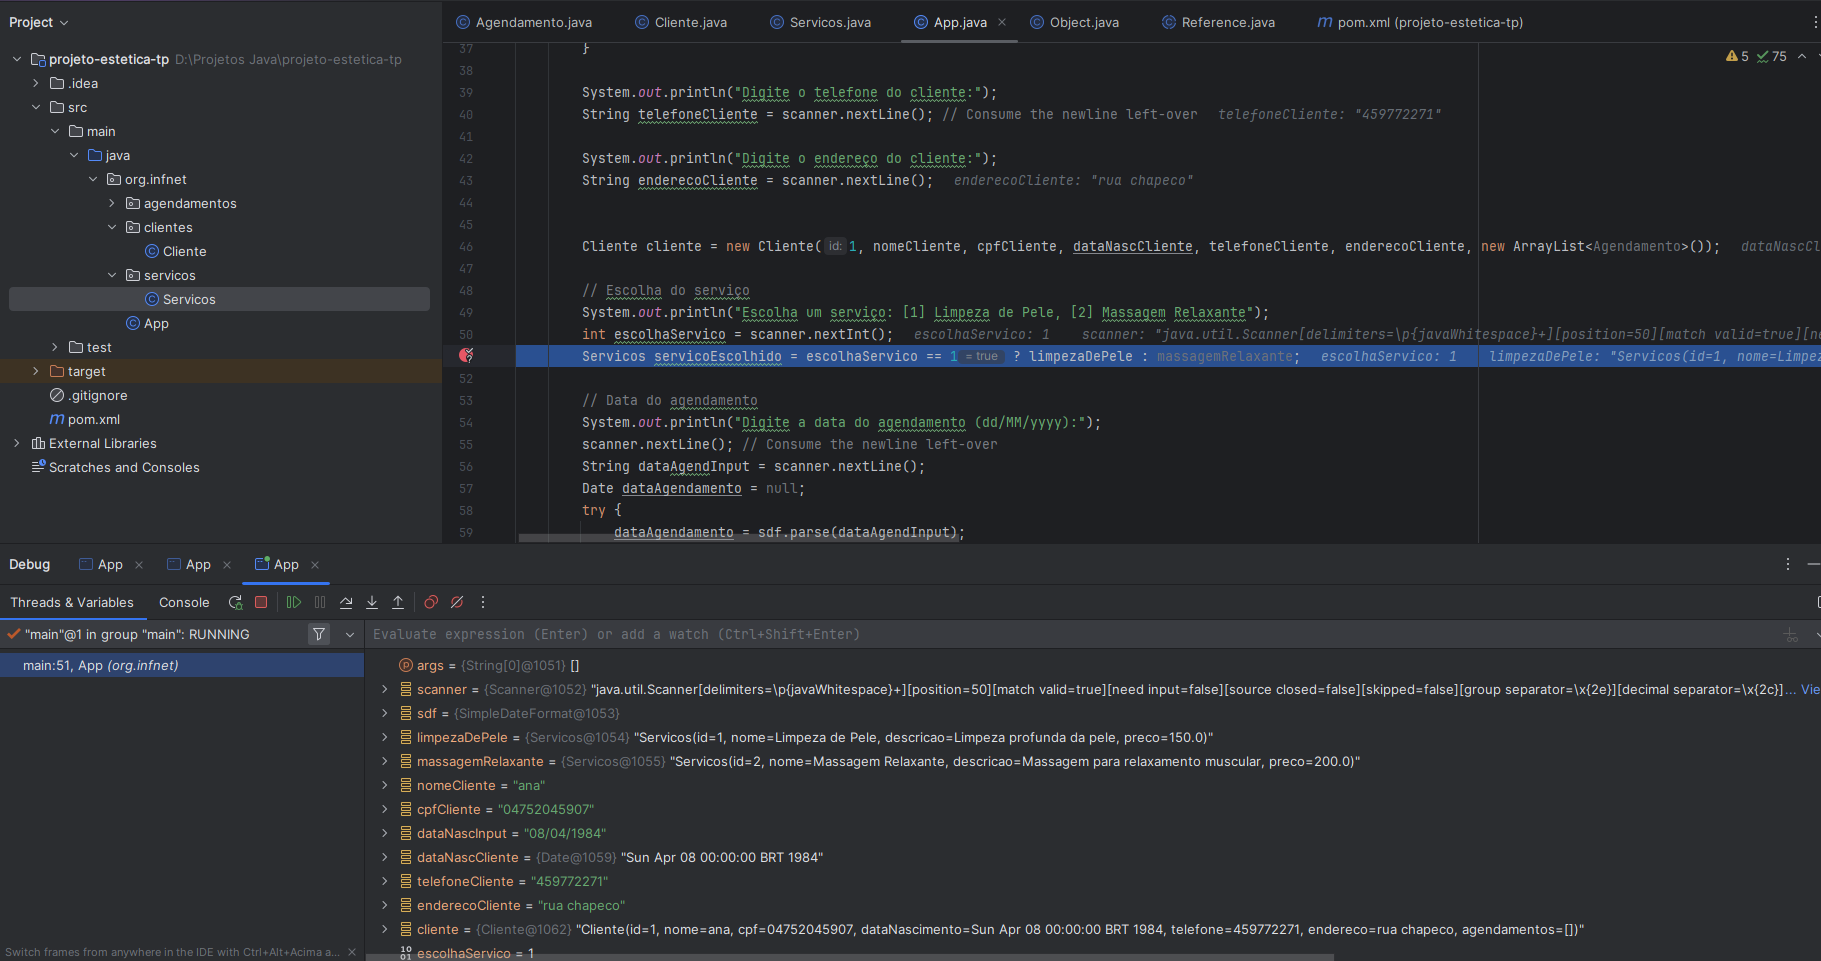 Project
Agendamento.java
Cliente.java
Servicos.java
App.java
Object.java
Reference.java
pom.xml (projeto-estetica-tp)
projeto-estetica-tp D:\Projetos Java\projeto-estetica-tp
.idea
src
main
java
org.infnet
agendamentos
clientes
Cliente
servicos
Servicos
App
test
target
.gitignore
pom.xml
External Libraries
Scratches and Consoles
5 75
37 }
38
39 System.out.println("Digite o telefone do cliente:");
40 String telefoneCliente = scanner.nextLine(); // Consume the newline left-over telefoneCliente: "459772271"
41
42 System.out.println("Digite o endereço do cliente:");
43 String enderecoCliente = scanner.nextLine(); enderecoCliente: "rua chapeco"
44
45
46 Cliente cliente = new Cliente( id: 1, nomeCliente, cpfCliente, dataNascCliente, telefoneCliente, enderecoCliente, new ArrayList<Agendamento>()); dataNascCl
47
48 // Escolha do serviço
49 System.out.println("Escolha um serviço: [1] Limpeza de Pele, [2] Massagem Relaxante");
50 int escolhaServico = scanner.nextInt(); escolhaServico: 1 scanner: "java.util.Scanner[delimiters=\p{javaWhitespace}+][position=50][match valid=true][ne
Servicos servicoEscolhido = escolhaServico == 1 = true ? limpezaDePele : massagemRelaxante; escolhaServico: 1 limpezaDePele: "Servicos(id=1, nome=Limpez
52
53 // Data do agendamento
54 System.out.println("Digite a data do agendamento (dd/MM/yyyy):");
55 scanner.nextLine(); // Consume the newline left-over
56 String dataAgendInput = scanner.nextLine();
57 Date dataAgendamento = null;
58 try {
59 dataAgendamento = sdf.parse(dataAgendInput);
Debug App App App
Threads & Variables Console
"main"@1 in group "main": RUNNING
Evaluate expression (Enter) or add a watch (Ctrl+Shift+Enter)
main:51, App (org.infnet)
args = {String[0]@1051} []
scanner = {Scanner@1052} "java.util.Scanner[delimiters=\p{javaWhitespace}+][position=50][match valid=true][need input=false][source closed=false][skipped=false][group separator=\x{2e}][decimal separator=\x{2c}]... Vie
sdf = {SimpleDateFormat@1053}
limpezaDePele = {Servicos@1054} "Servicos(id=1, nome=Limpeza de Pele, descricao=Limpeza profunda da pele, preco=150.0)"
massagemRelaxante = {Servicos@1055} "Servicos(id=2, nome=Massagem Relaxante, descricao=Massagem para relaxamento muscular, preco=200.0)"
nomeCliente = "ana"
cpfCliente = "04752045907"
dataNascInput = "08/04/1984"
dataNascCliente = {Date@1059} "Sun Apr 08 00:00:00 BRT 1984"
telefoneCliente = "459772271"
enderecoCliente = "rua chapeco"
cliente = {Cliente@1062} "Cliente(id=1, nome=ana, cpf=04752045907, dataNascimento=Sun Apr 08 00:00:00 BRT 1984, telefone=459772271, endereco=rua chapeco, agendamentos=[])"
escolhaServico = 1
Switch frames from anywhere in the IDE with Ctrl+Alt+Acima a...